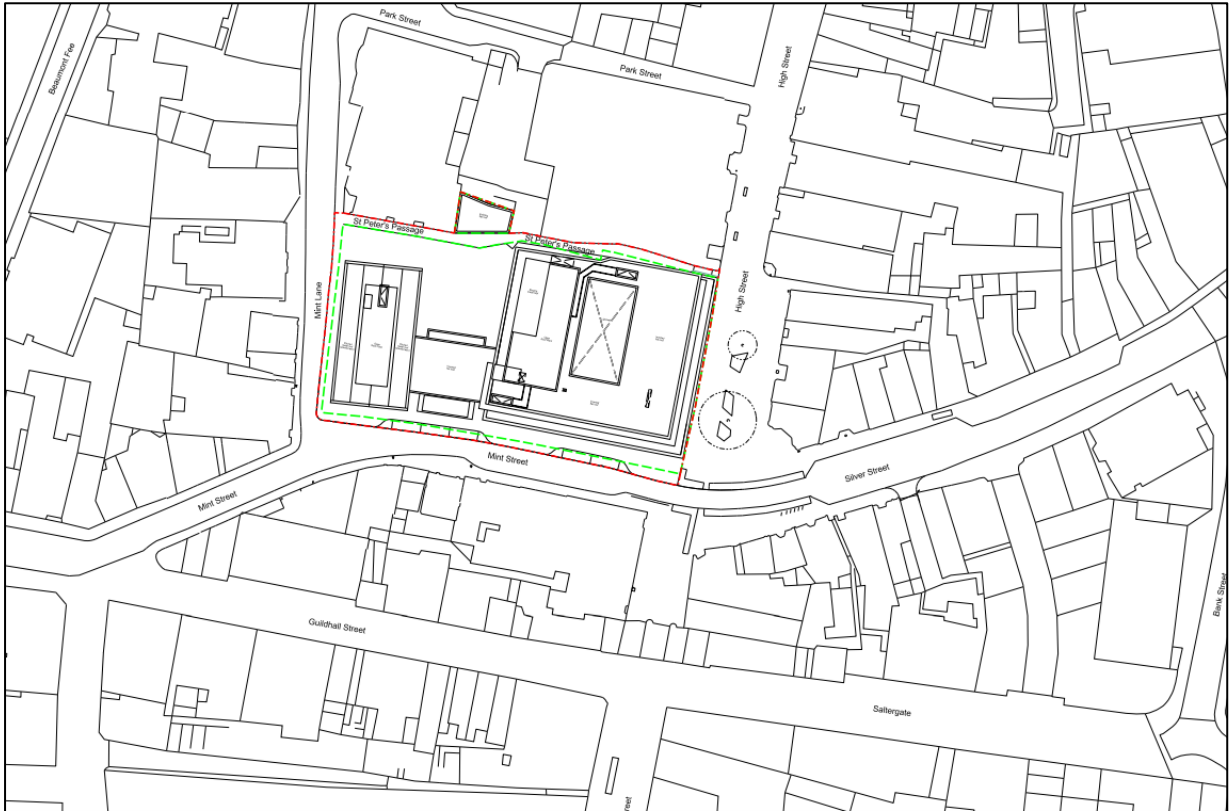 Park Street
Park Street
High Street
Beaumont Fee
St Peter's Passage
St Peter's Passage
Mint Lane
High Street
Mint Street
Silver Street
Mint Street
Bank Street
Guildhall Street
Saltergate
reet